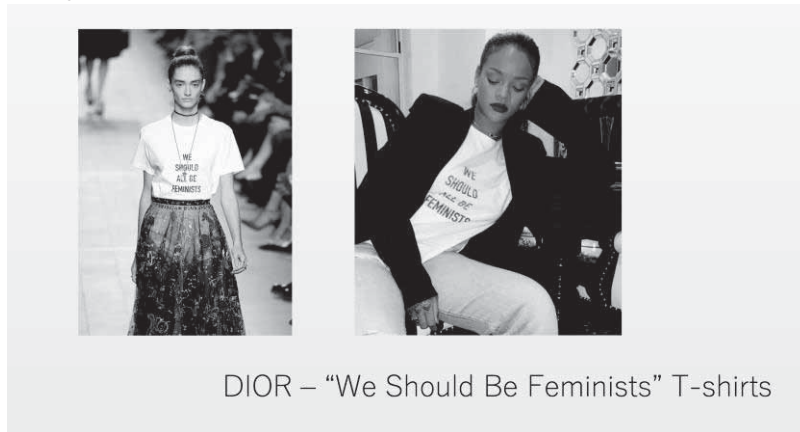 WE
SHOULD
ALL BE
FEMINISTS
WE
SHOULD
ALL BE
FEMINISTS
DIOR – “We Should Be Feminists” T-shirts